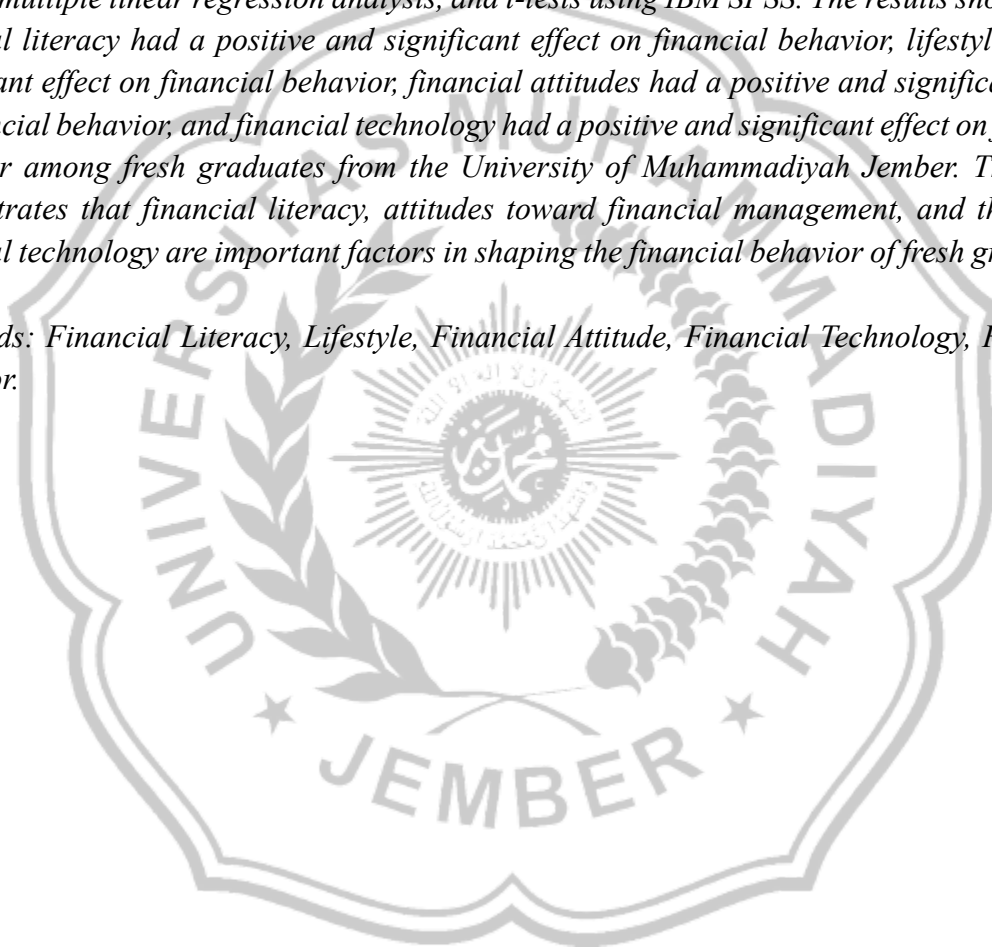 multiple linear regression analysis, and t-tests using IBM SPSS. The results sho
al literacy had a positive and significant effect on financial behavior, lifestyl
ant effect on financial behavior, financial attitudes had a positive and signific
ncial behavior, and financial technology had a positive and significant effect on
r among fresh graduates from the University of Muhammadiyah Jember. T
trates that financial literacy, attitudes toward financial management, and th
al technology are important factors in shaping the financial behavior of fresh g
ds: Financial Literacy, Lifestyle, Financial Attitude, Financial Technology, F
or.
UNIVERSITAS MUHAMMADIYAH
JEMBER